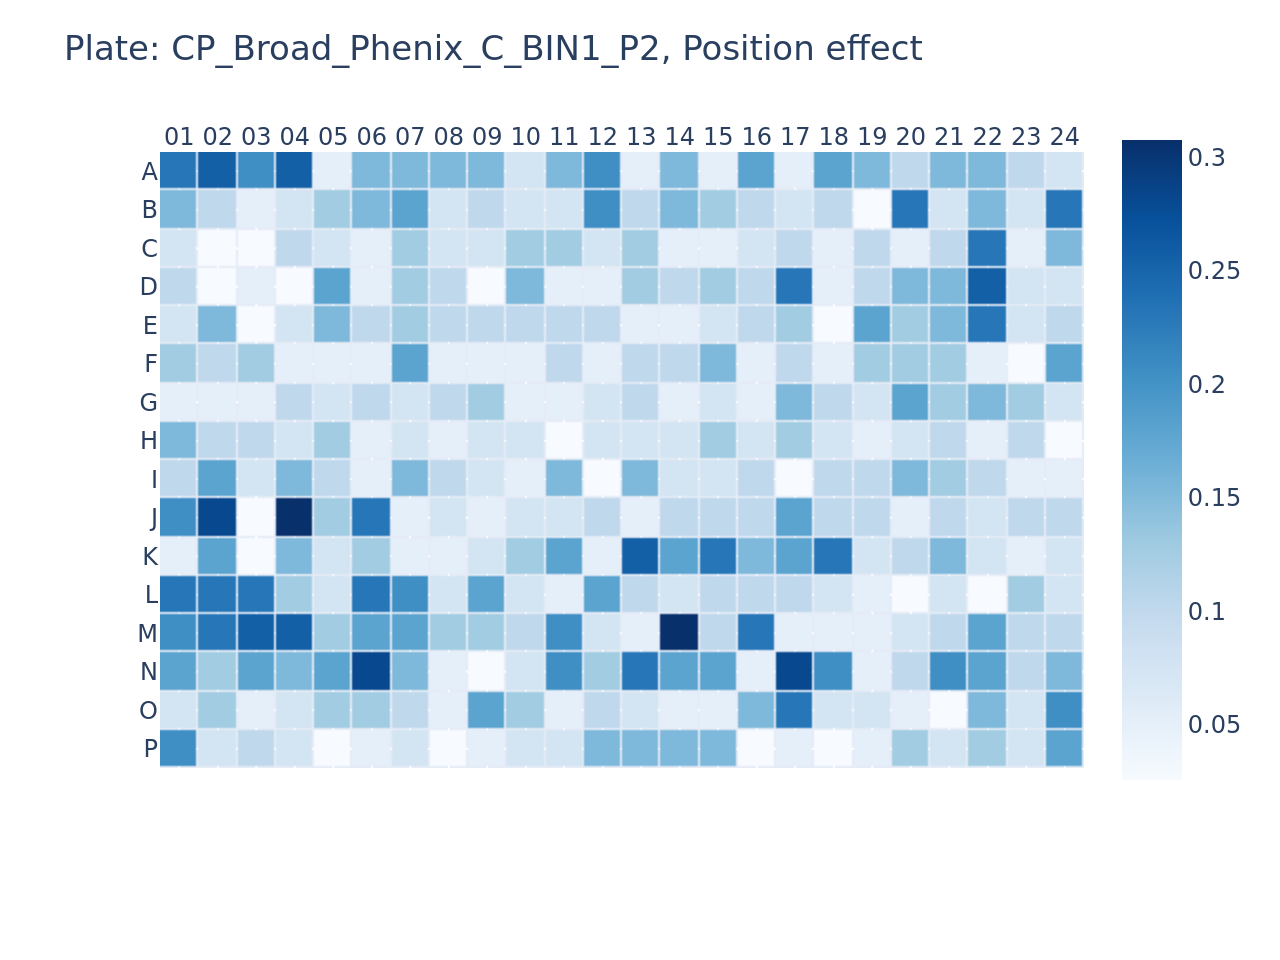 Plate: CP_Broad_Phenix_C_BIN1_P2, Position effect
01 02 03 04 05 06 07 08 09 10 11 12 13 14 15 16 17 18 19 20 21 22 23 24
A
B
C
D
E
F
G
H
I
J
K
L
M
N
O
P
0.3
0.25
0.2
0.15
0.1
0.05